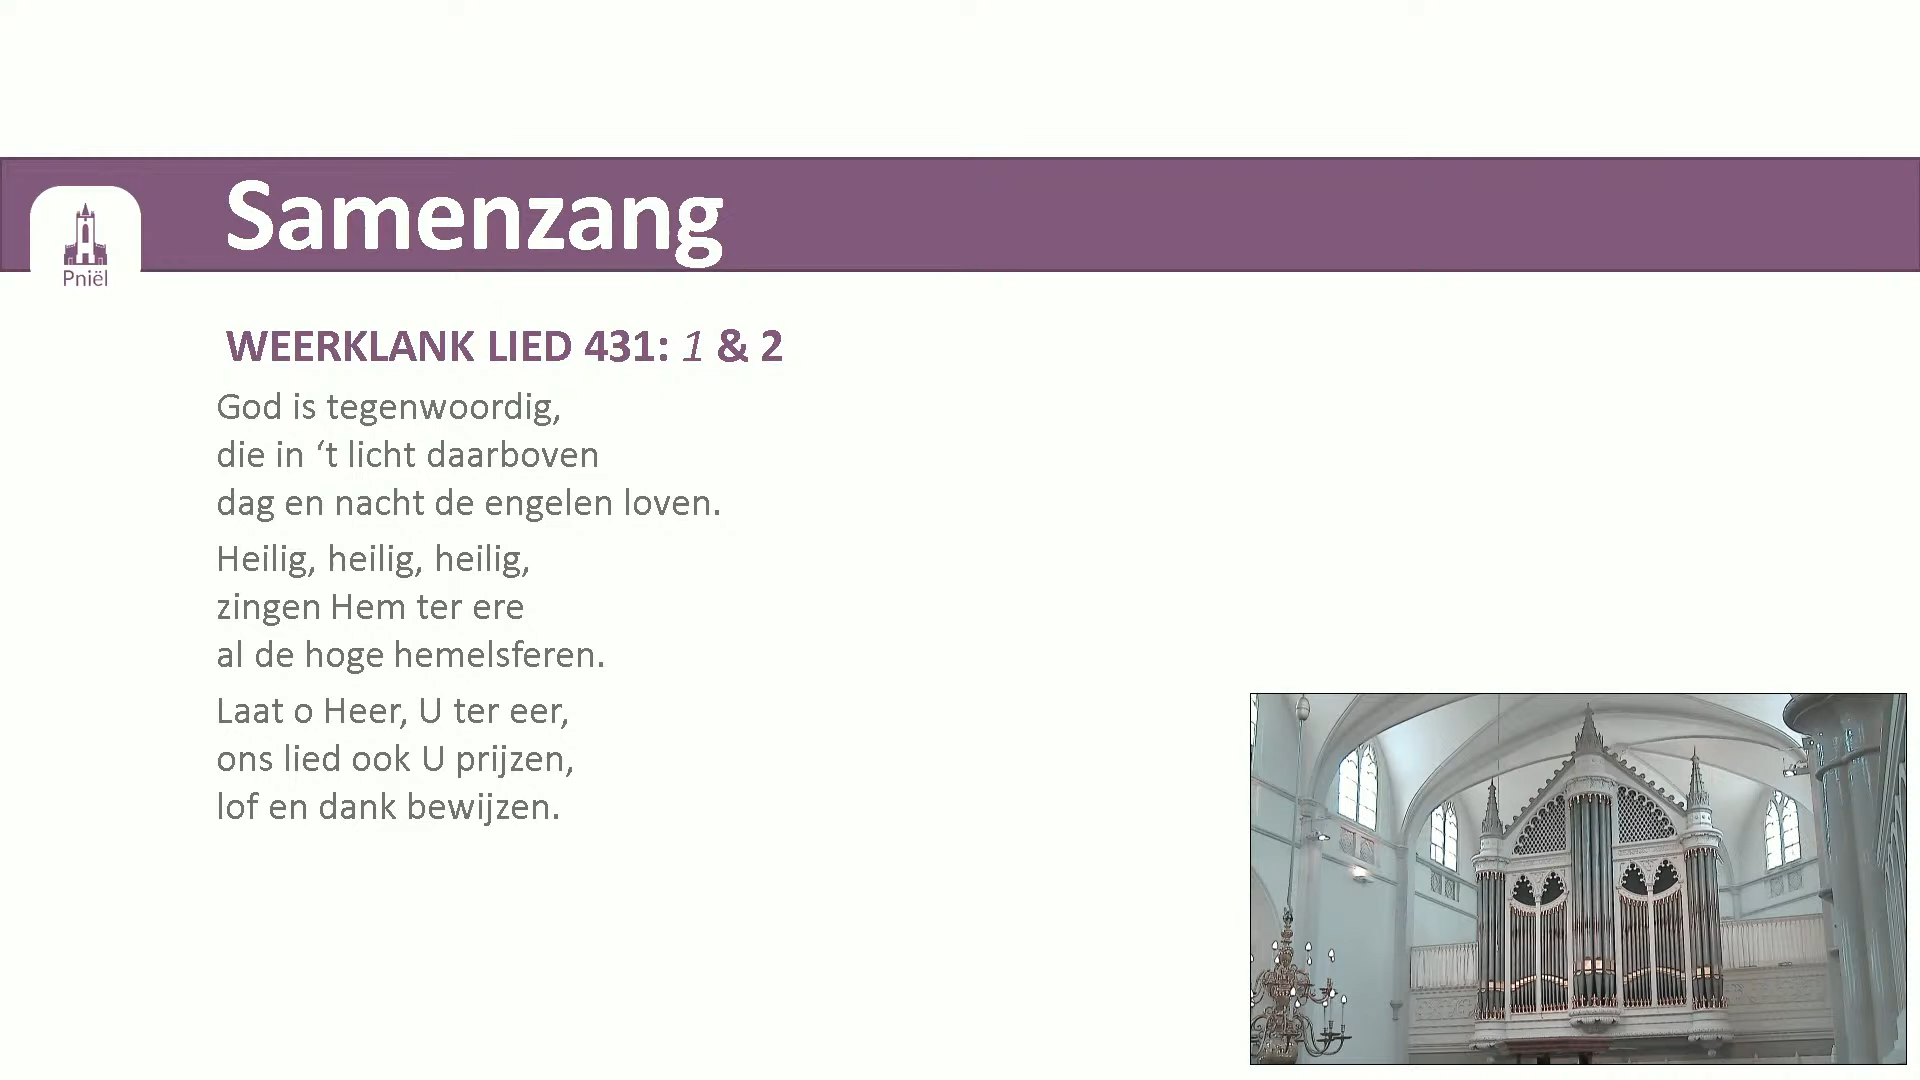 Samenzang
Pniël
WEERKLANK LIED 431: 1 & 2
God is tegenwoordig,
die in ‘t licht daarboven
dag en nacht de engelen loven.
Heilig, heilig, heilig,
zingen Hem ter ere
al de hoge hemelsferen.
Laat o Heer, U ter eer,
ons lied ook U prijzen,
lof en dank bewijzen.